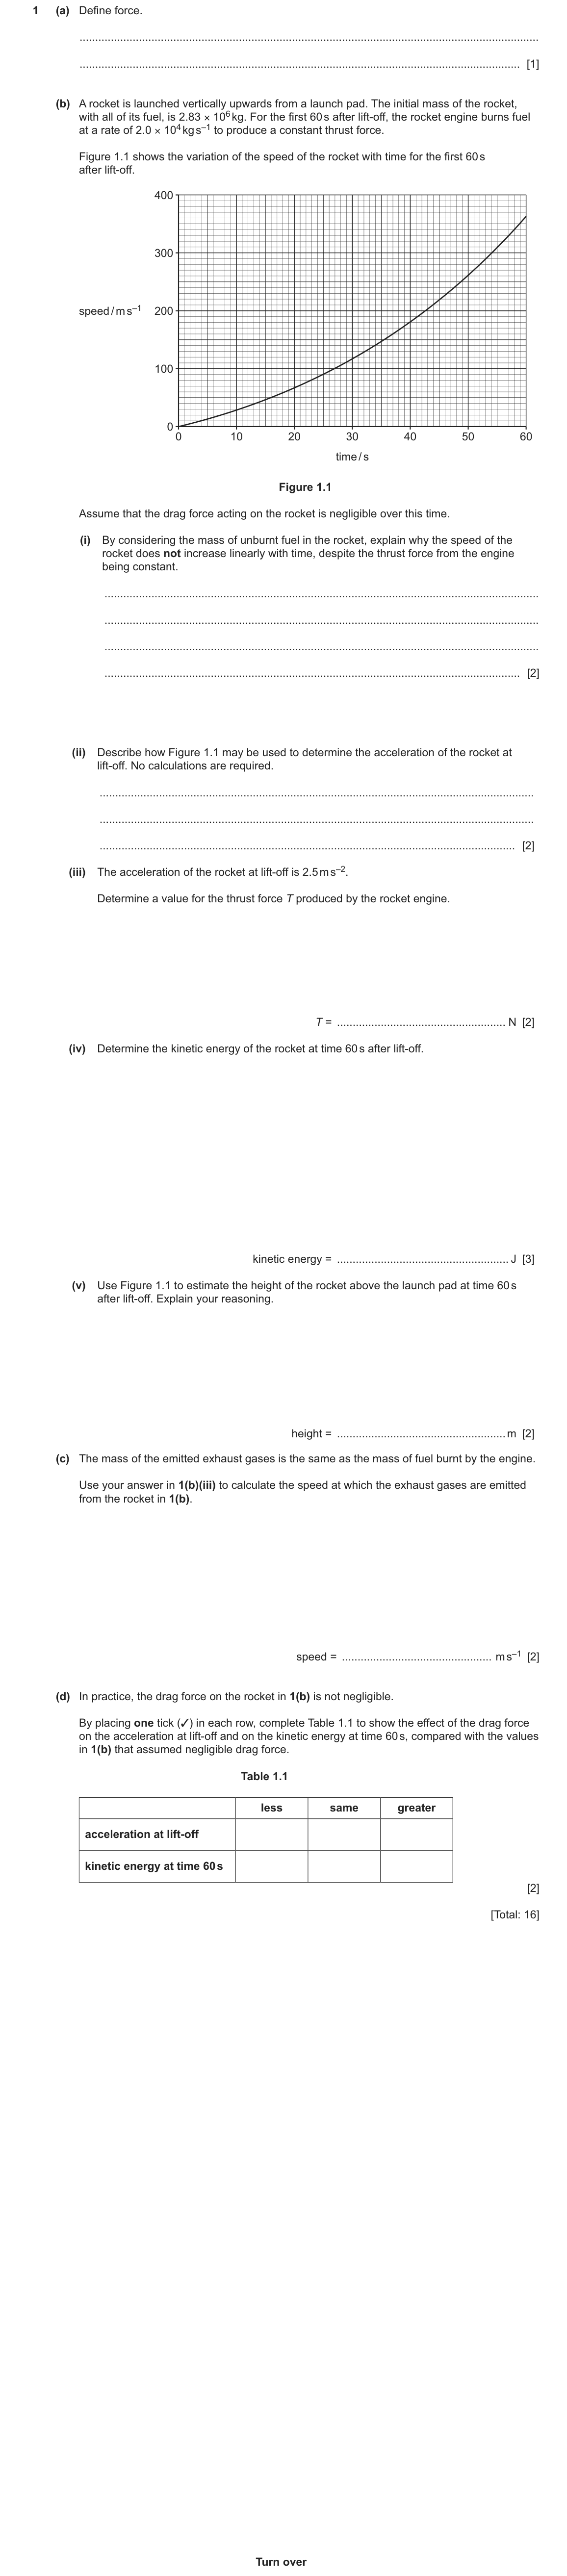 1 (a) Define force.
[1]
(b) A rocket is launched vertically upwards from a launch pad. The initial mass of the rocket,
with all of its fuel, is 2.83 × 10⁶ kg. For the first 60 s after lift-off, the rocket engine burns fuel
at a rate of 2.0 × 10⁴ kg s⁻¹ to produce a constant thrust force.
Figure 1.1 shows the variation of the speed of the rocket with time for the first 60 s
after lift-off.
400
300
speed / m s⁻¹ 200
100
0
0 10 20 30 40 50 60
time / s
Figure 1.1
Assume that the drag force acting on the rocket is negligible over this time.
(i) By considering the mass of unburnt fuel in the rocket, explain why the speed of the
rocket does not increase linearly with time, despite the thrust force from the engine
being constant.
[2]
(ii) Describe how Figure 1.1 may be used to determine the acceleration of the rocket at
lift-off. No calculations are required.
[2]
(iii) The acceleration of the rocket at lift-off is 2.5 m s⁻².
Determine a value for the thrust force T produced by the rocket engine.
T = ...................................................... N [2]
(iv) Determine the kinetic energy of the rocket at time 60 s after lift-off.
kinetic energy = ....................................................... J [3]
(v) Use Figure 1.1 to estimate the height of the rocket above the launch pad at time 60 s
after lift-off. Explain your reasoning.
height = ...................................................... m [2]
(c) The mass of the emitted exhaust gases is the same as the mass of fuel burnt by the engine.
Use your answer in 1(b)(iii) to calculate the speed at which the exhaust gases are emitted
from the rocket in 1(b).
speed = ................................................ m s⁻¹ [2]
(d) In practice, the drag force on the rocket in 1(b) is not negligible.
By placing one tick (✓) in each row, complete Table 1.1 to show the effect of the drag force
on the acceleration at lift-off and on the kinetic energy at time 60 s, compared with the values
in 1(b) that assumed negligible drag force.
Table 1.1
less same greater
acceleration at lift-off
kinetic energy at time 60 s
[2]
[Total: 16]
Turn over